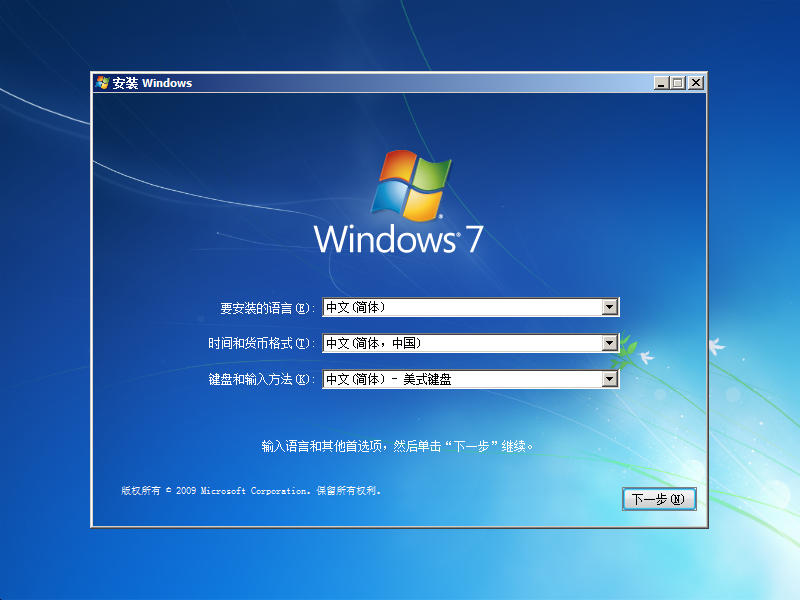 安装 Windows
Windows® 7
要安装的语言(E): 中文(简体)
时间和货币格式(T): 中文(简体，中国)
键盘和输入方法(K): 中文(简体) - 美式键盘
输入语言和其他首选项，然后单击“下一步”继续。
版权所有 © 2009 Microsoft Corporation。保留所有权利。
下一步(N)